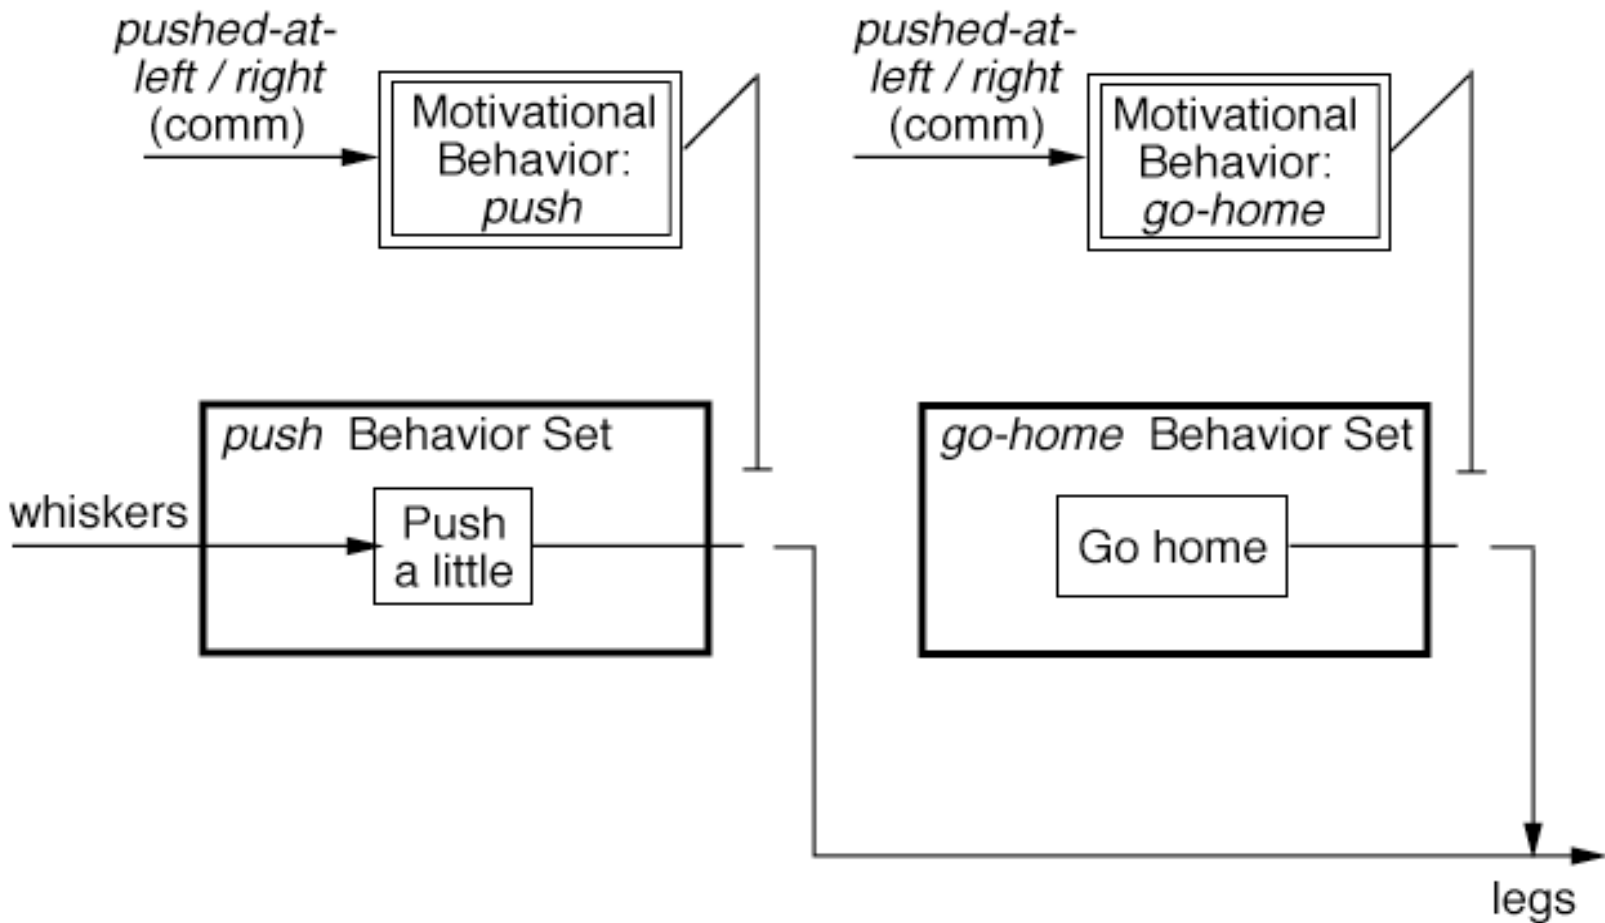 pushed-at-
left / right
(comm)
Motivational
Behavior:
push
pushed-at-
left / right
(comm)
Motivational
Behavior:
go-home
push Behavior Set
whiskers
Push
a little
go-home Behavior Set
Go home
legs